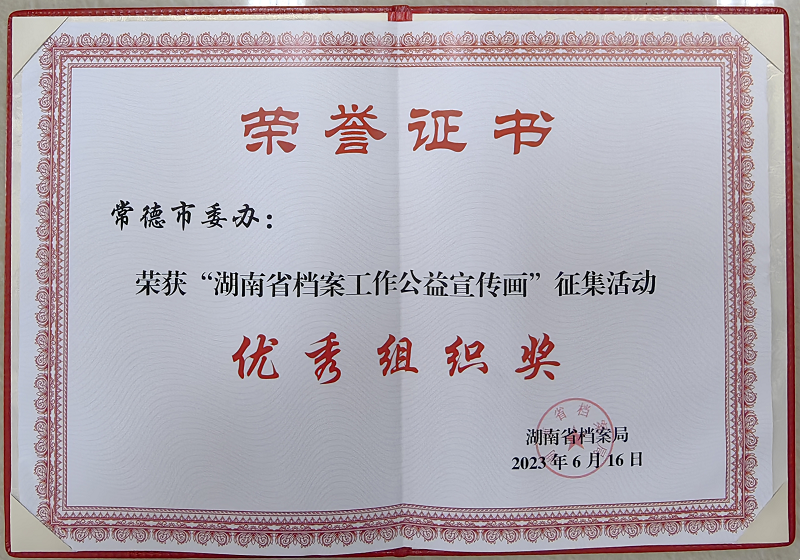 荣誉证书
常德市委办：
荣获“湖南省档案工作公益宣传画”征集活动
优秀组织奖
湖南省档案局
2023年6月16日